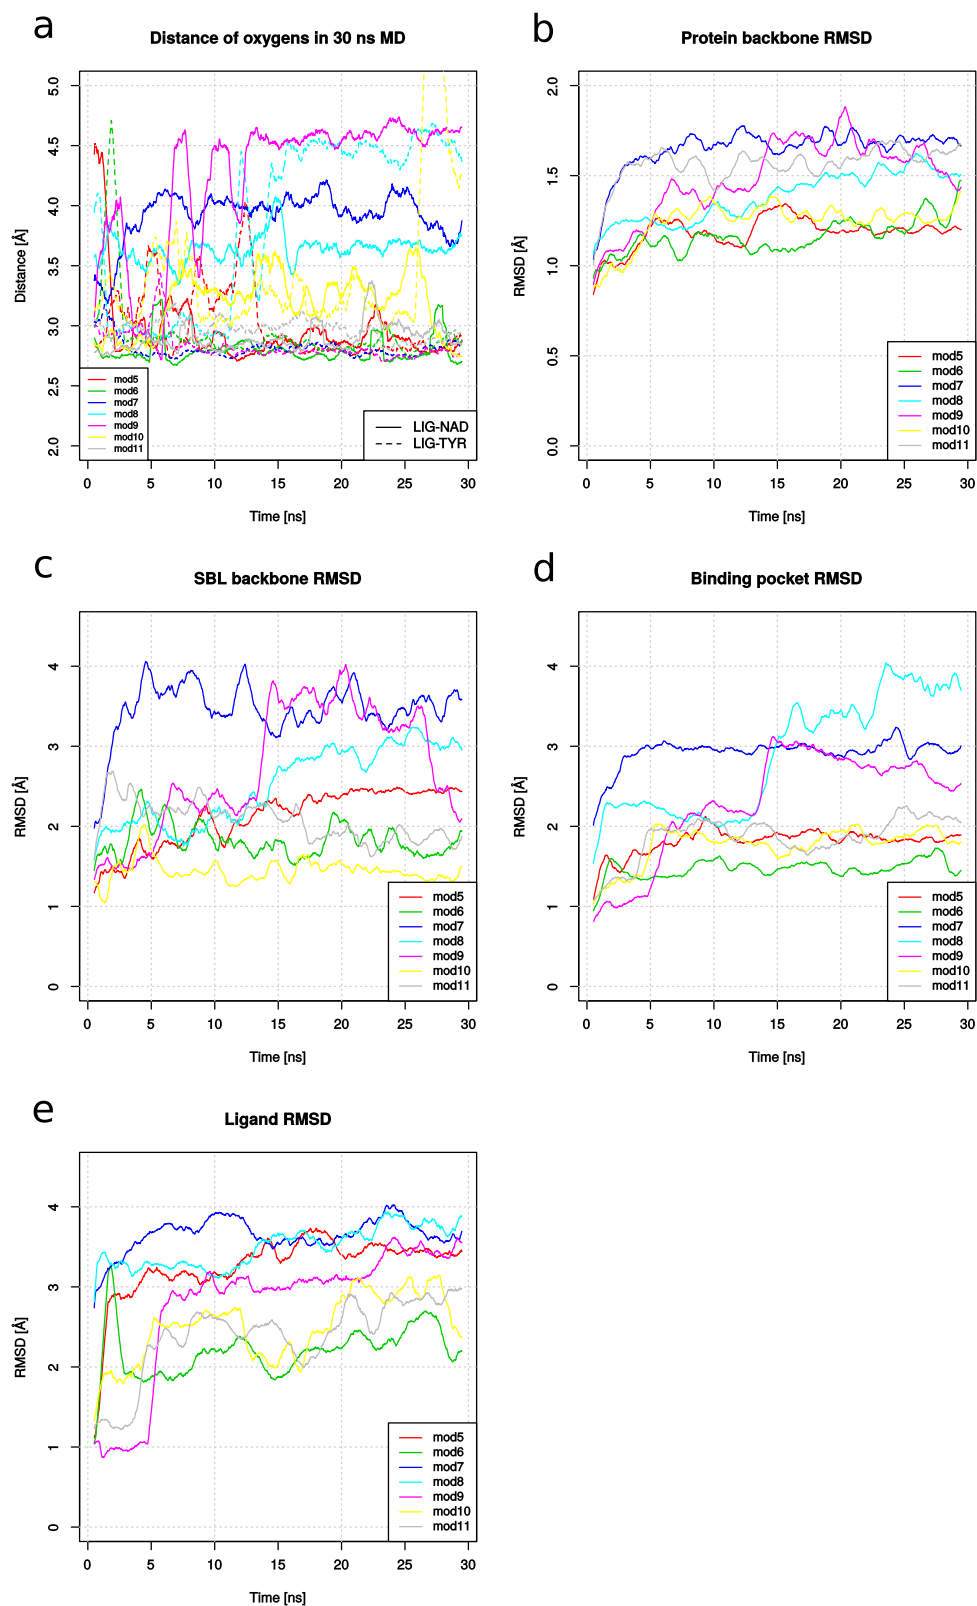 a
Distance of oxygens in 30 ns MD
Distance [Å]
5.0
4.5
4.0
3.5
3.0
2.5
2.0
mod5
mod6
mod7
mod8
mod9
mod10
mod11
LIG-NAD
LIG-TYR
0 5 10 15 20 25 30
Time [ns]
b
Protein backbone RMSD
RMSD [Å]
2.0
1.5
1.0
0.5
0.0
mod5
mod6
mod7
mod8
mod9
mod10
mod11
0 5 10 15 20 25 30
Time [ns]
c
SBL backbone RMSD
RMSD [Å]
4
3
2
1
0
mod5
mod6
mod7
mod8
mod9
mod10
mod11
0 5 10 15 20 25 30
Time [ns]
d
Binding pocket RMSD
RMSD [Å]
4
3
2
1
0
mod5
mod6
mod7
mod8
mod9
mod10
mod11
0 5 10 15 20 25 30
Time [ns]
e
Ligand RMSD
RMSD [Å]
4
3
2
1
0
mod5
mod6
mod7
mod8
mod9
mod10
mod11
0 5 10 15 20 25 30
Time [ns]